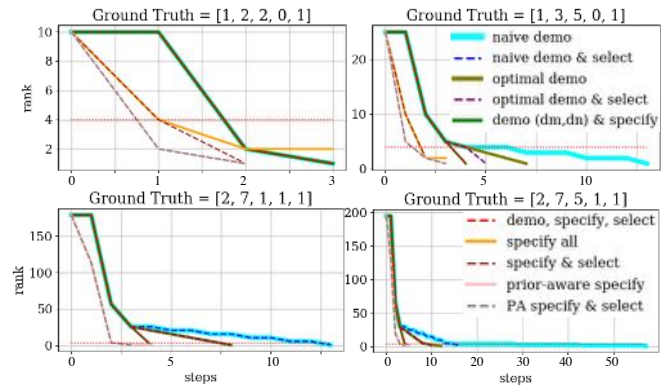 Ground Truth = [1, 2, 2, 0, 1]
10
8
6
4
2
rank
0
1
2
3
Ground Truth = [1, 3, 5, 0, 1]
20
10
0
0
5
10
naive demo
naive demo & select
optimal demo
optimal demo & select
demo (dm,dn) & specify
Ground Truth = [2, 7, 1, 1, 1]
150
100
50
0
rank
5
10
steps
Ground Truth = [2, 7, 5, 1, 1]
200
150
100
50
0
0
10
20
30
40
50
steps
demo, specify, select
specify all
specify & select
prior-aware specify
PA specify & select